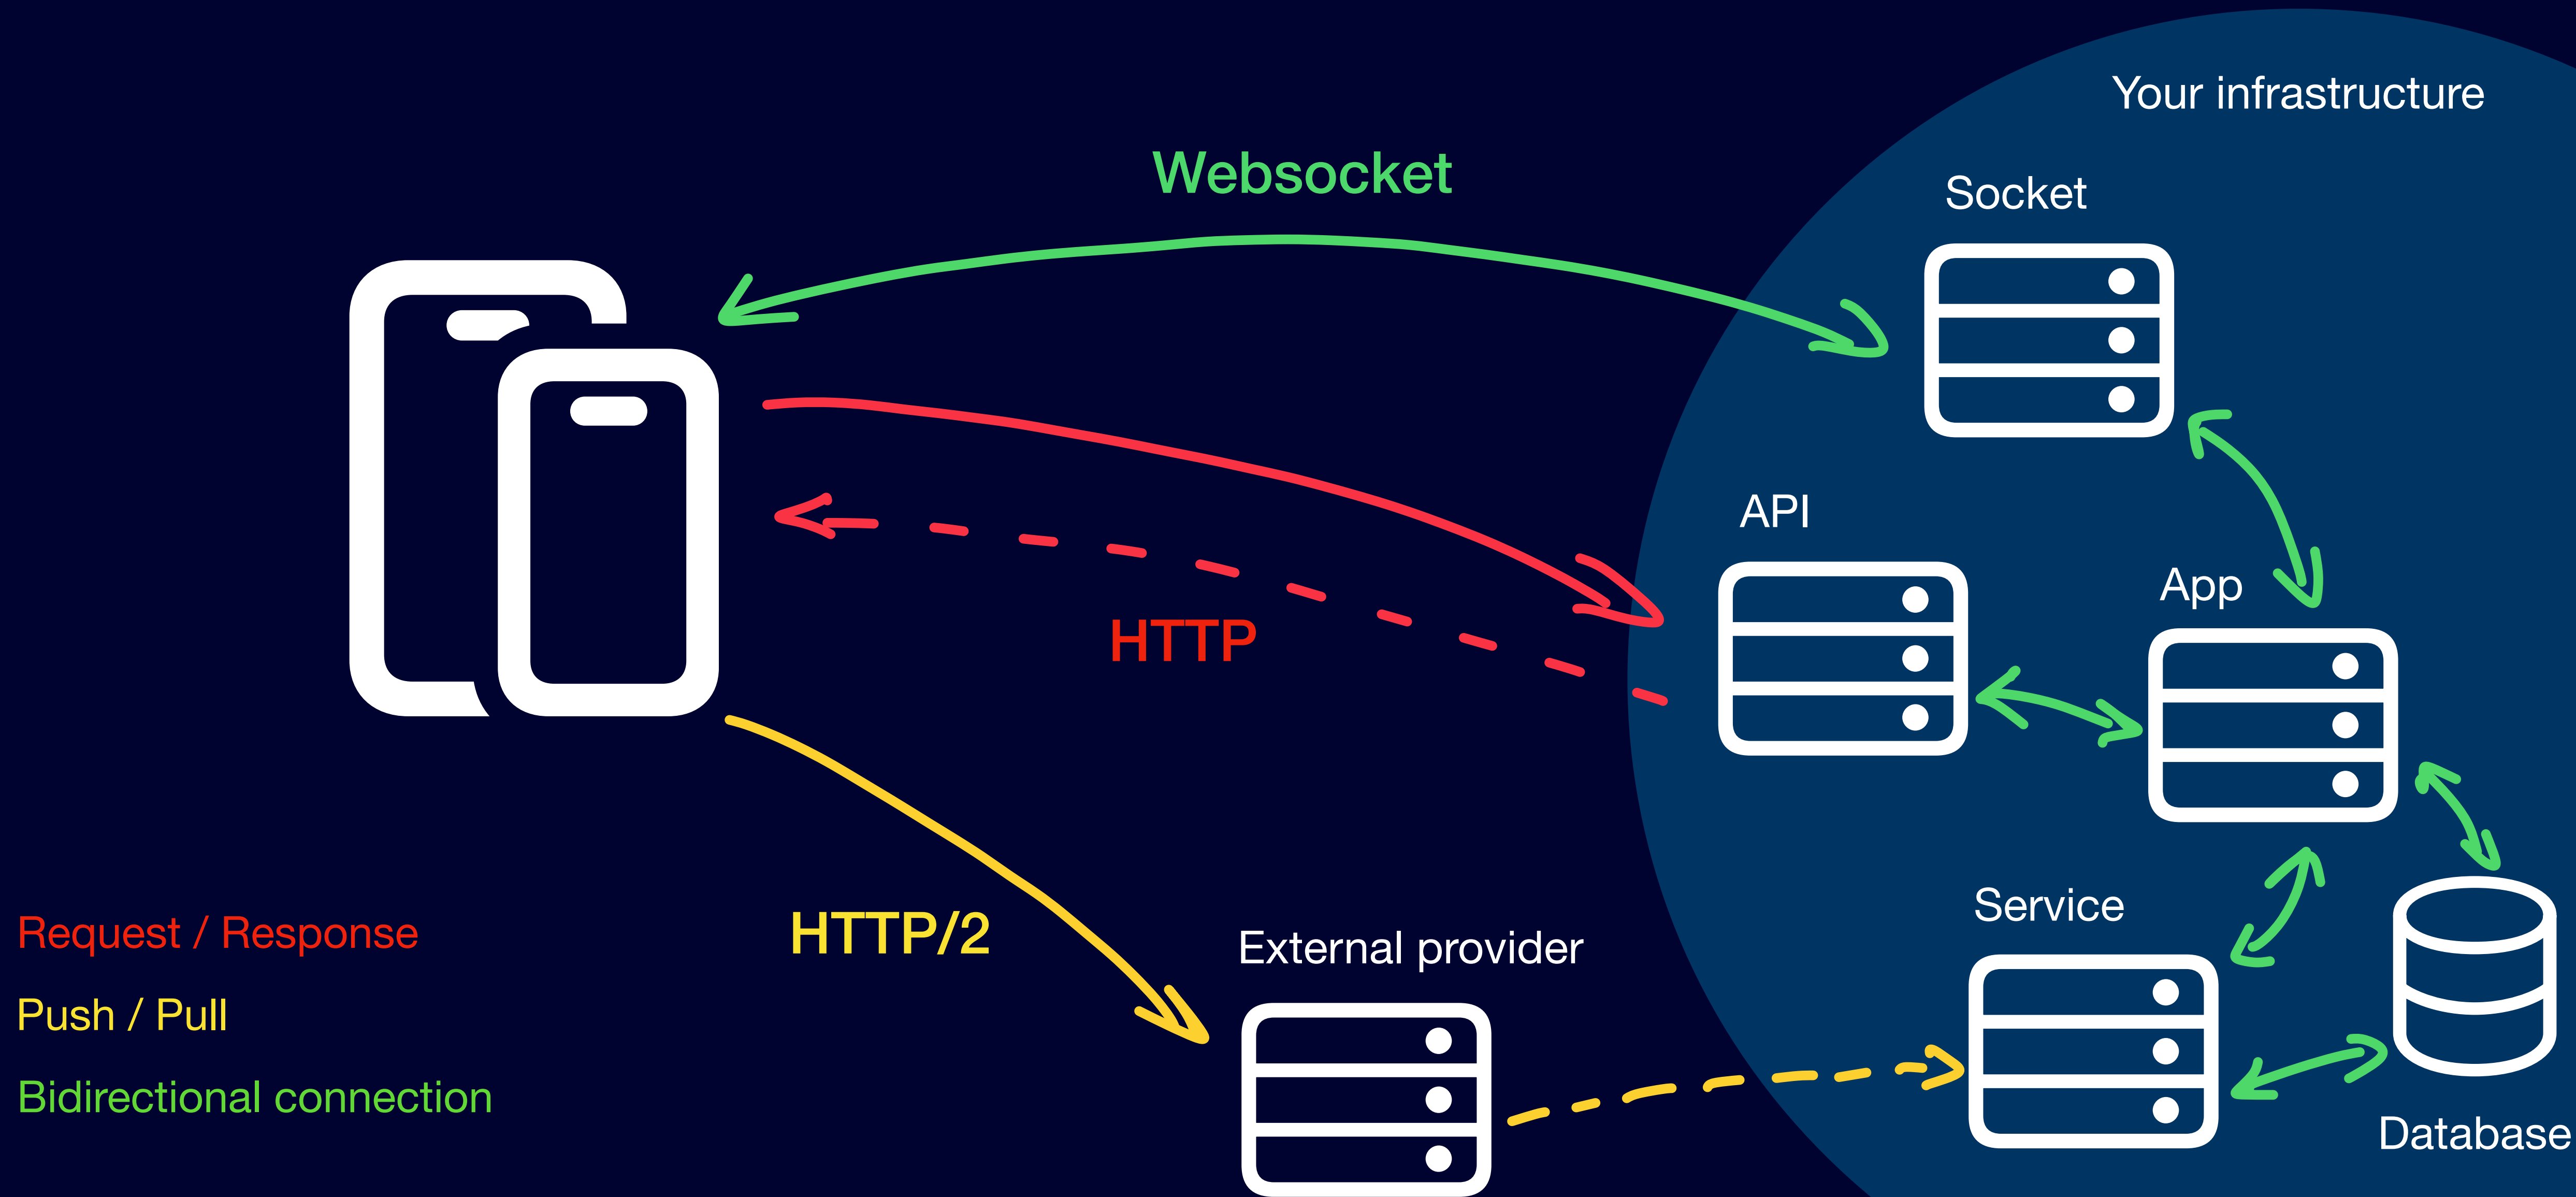 Your infrastructure
Websocket
Socket
API
App
HTTP
Service
HTTP/2
External provider
Request / Response
Push / Pull
Bidirectional connection
Database